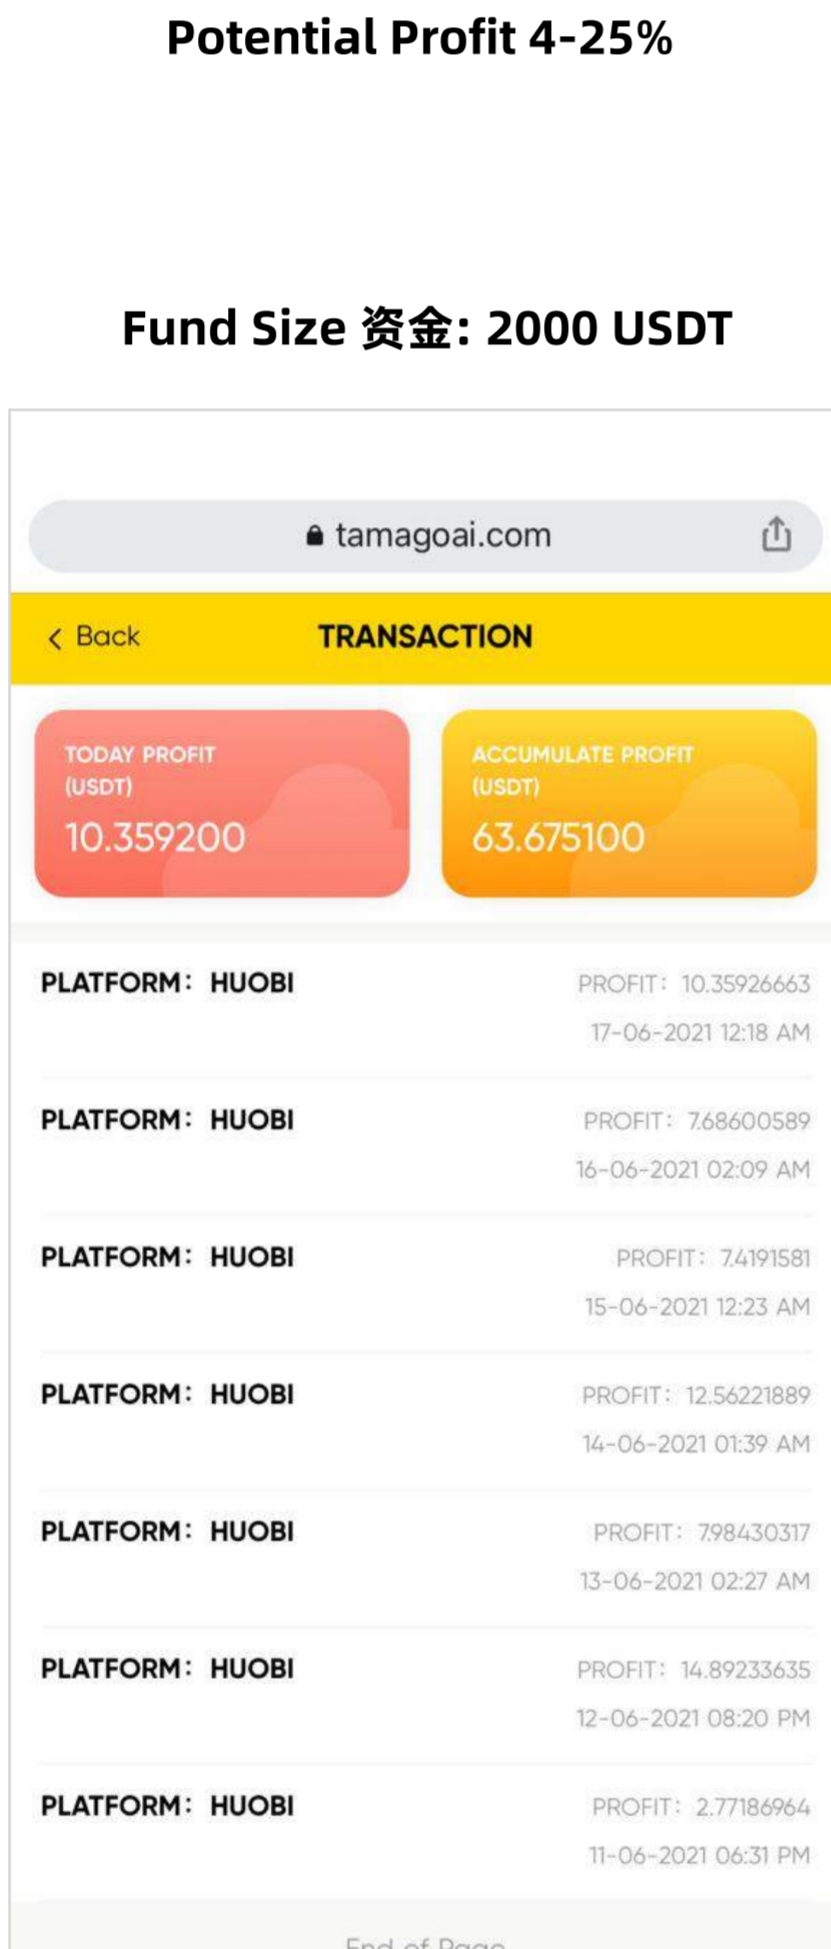 Potential Profit 4-25%
Fund Size 资金: 2000 USDT
tamagoai.com
Back
TRANSACTION
TODAY PROFIT
(USDT)
10.359200
ACCUMULATE PROFIT
(USDT)
63.675100
PLATFORM: HUOBI
PROFIT: 10.35926663
17-06-2021 12:18 AM
PLATFORM: HUOBI
PROFIT: 7.68600589
16-06-2021 02:09 AM
PLATFORM: HUOBI
PROFIT: 7.4191581
15-06-2021 12:23 AM
PLATFORM: HUOBI
PROFIT: 12.56221889
14-06-2021 01:39 AM
PLATFORM: HUOBI
PROFIT: 7.98430317
13-06-2021 02:27 AM
PLATFORM: HUOBI
PROFIT: 14.89233635
12-06-2021 08:20 PM
PLATFORM: HUOBI
PROFIT: 2.77186964
11-06-2021 06:31 PM
End of Page